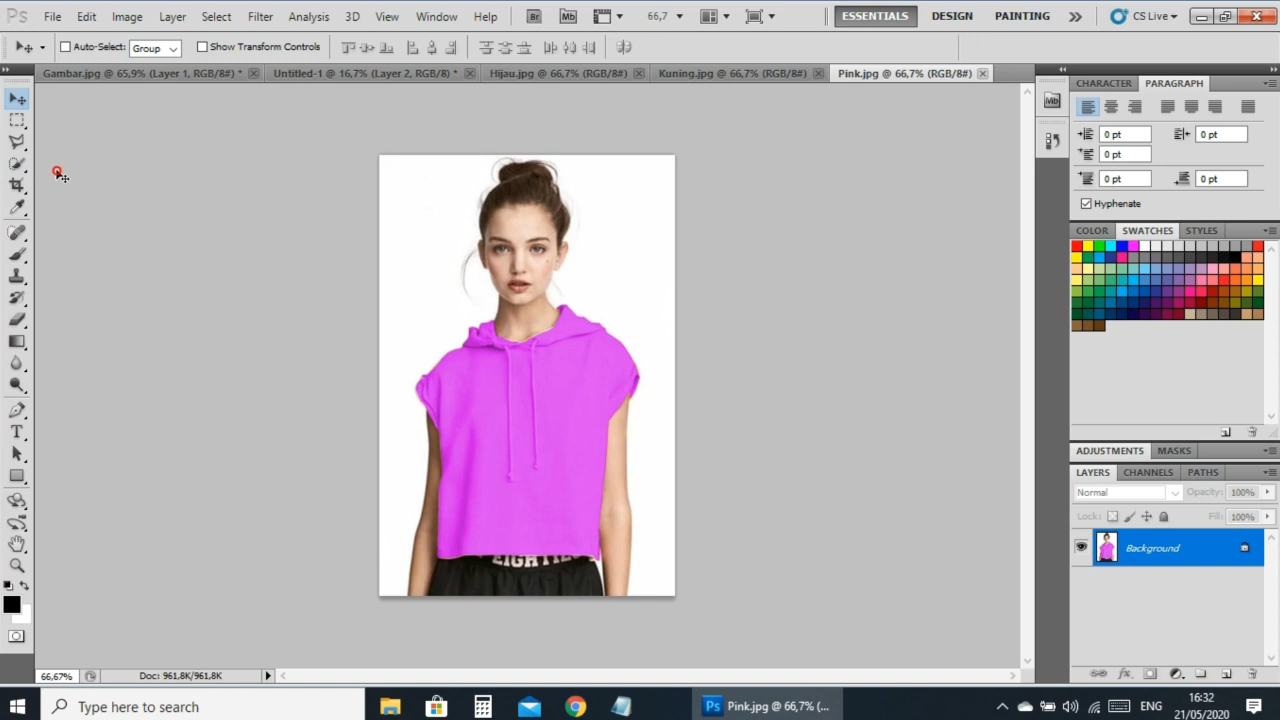 Ps File Edit Image Layer Select Filter Analysis 3D View Window Help Br Mb 66,7 ESSENTIALS DESIGN PAINTING CS Live
Auto-Select: Group Show Transform Controls
Gambar.jpg @ 65,9% (Layer 1, RGB/8#) * Untitled-1 @ 16,7% (Layer 2, RGB/8) * Hijau.jpg @ 66,7% (RGB/8#) Kuning.jpg @ 66,7% (RGB/8#) Pink.jpg @ 66,7% (RGB/8#)
CHARACTER PARAGRAPH
Mb
0 pt 0 pt
0 pt
0 pt 0 pt
Hyphenate
COLOR SWATCHES STYLES
T
ADJUSTMENTS MASKS
LAYERS CHANNELS PATHS
Normal Opacity: 100%
Lock: Fill: 100%
Background
66,67% Doc: 961,8K/961,8K
Type here to search
Ps Pink.jpg @ 66,7% (...
ENG
16:32
21/05/2020